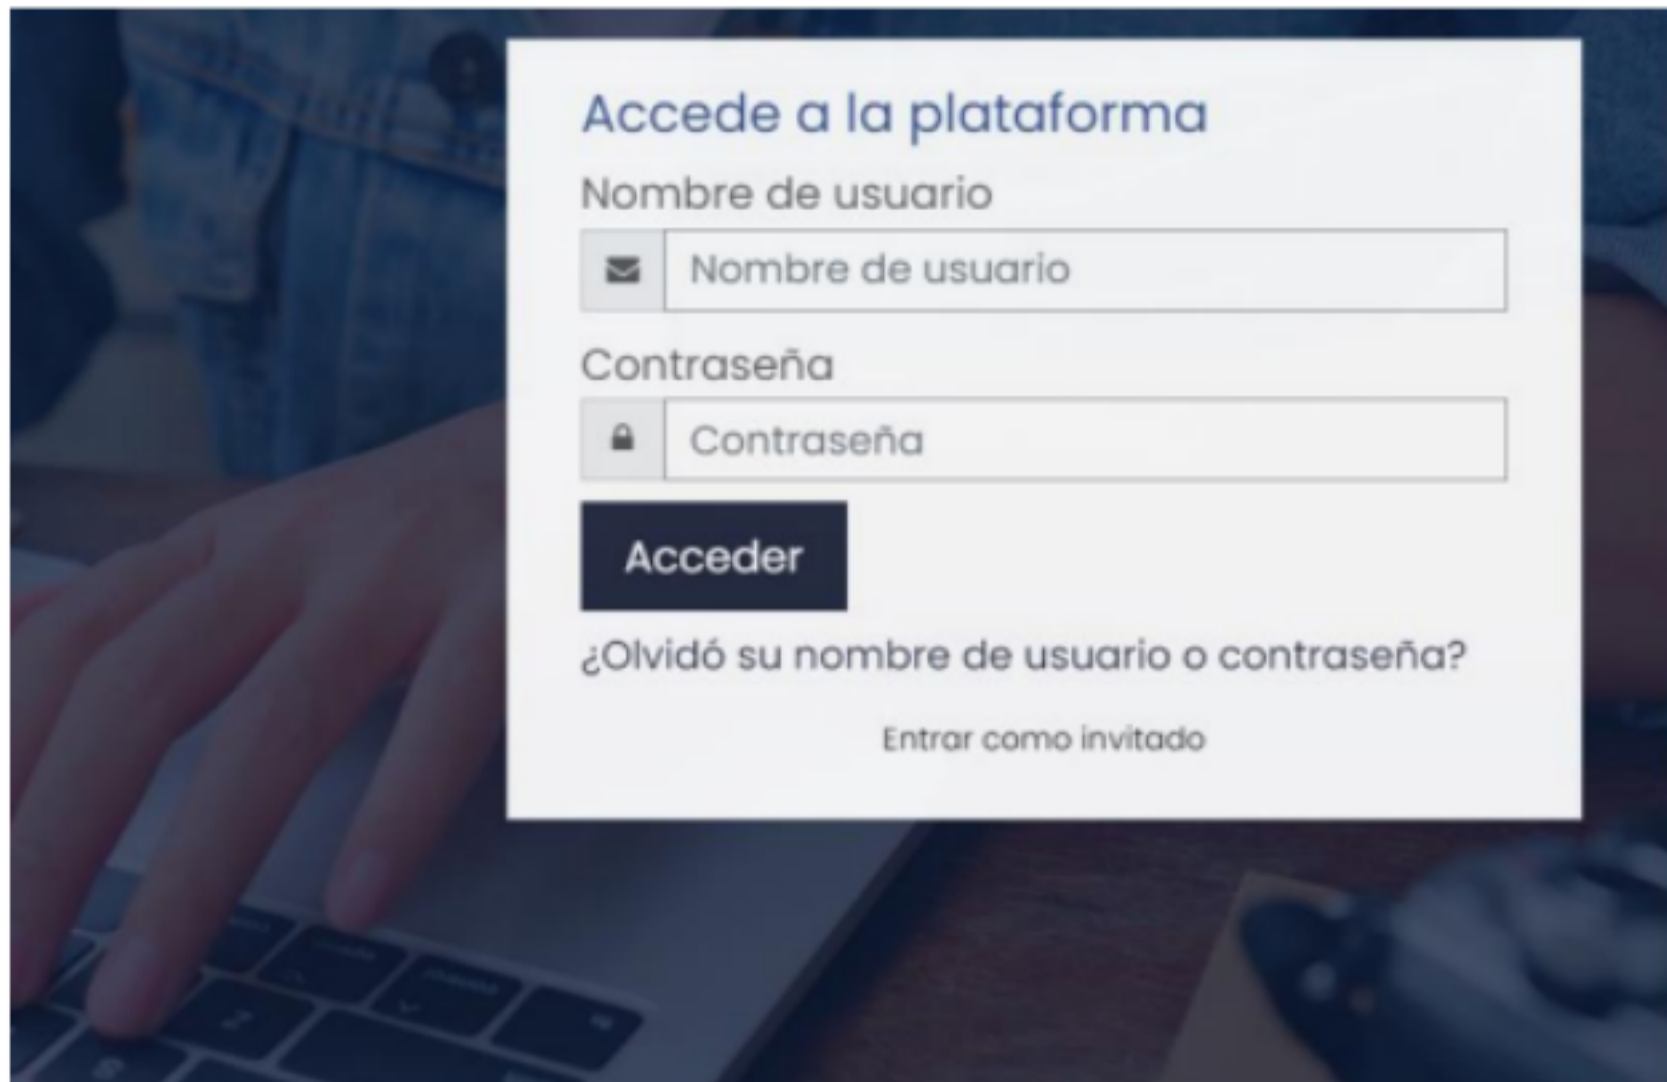 Accede a la plataforma
Nombre de usuario
Nombre de usuario
Contraseña
Contraseña
Acceder
¿Olvidó su nombre de usuario o contraseña?
Entrar como invitado